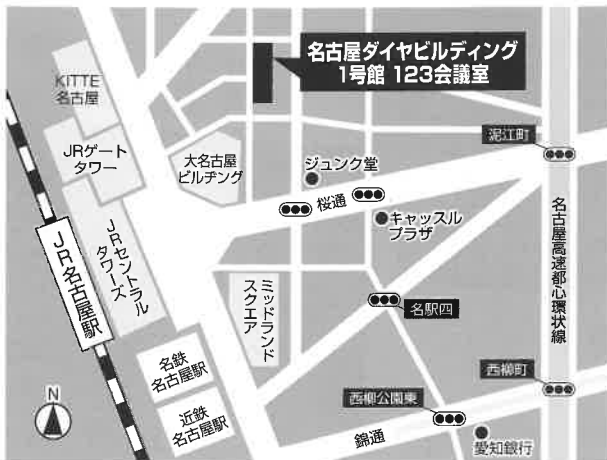 名古屋ダイヤビルディング
1号館 123会議室
KITTE
名古屋
JRゲート
タワー
大名古屋
ビルヂング
ジュンク堂
泥江町
桜通
キャッスル
プラザ
JRセントラル
タワーズ
JR名古屋駅
ミッドランド
スクエア
名古屋高速都心環状線
名駅四
名鉄
名古屋駅
近鉄
名古屋駅
西柳町
西柳公園東
錦通
愛知銀行
N